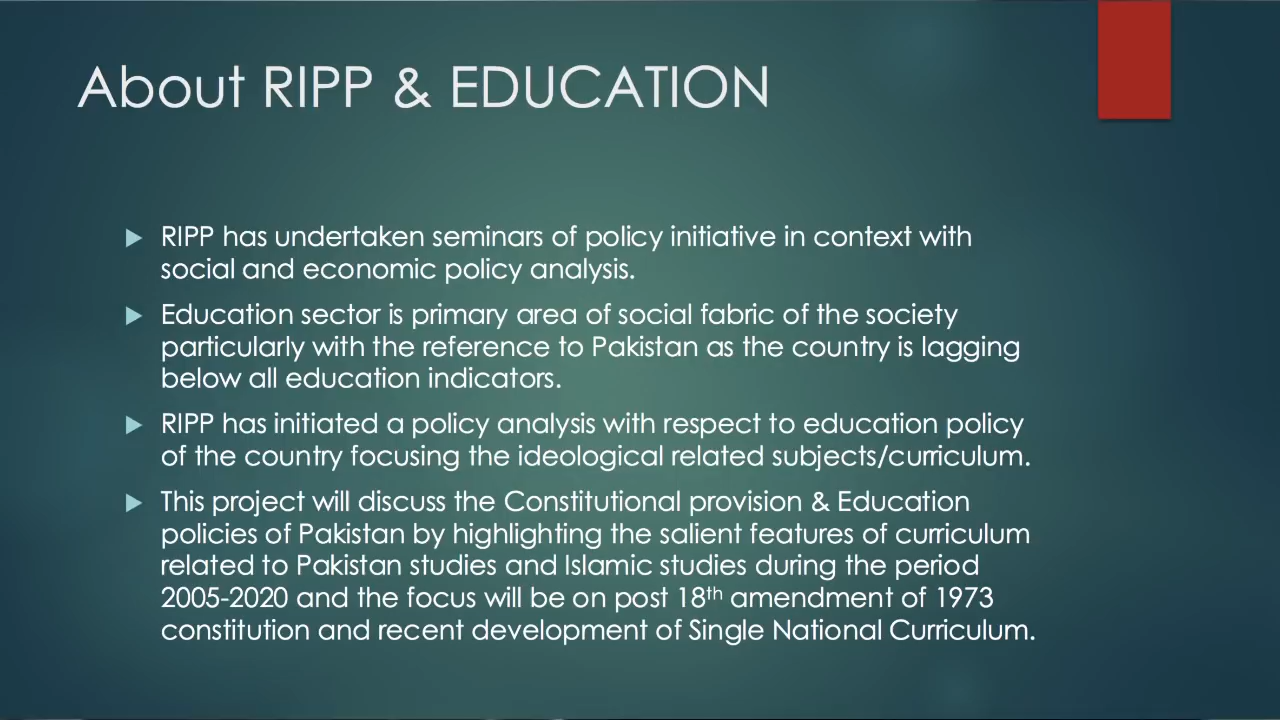 About RIPP & EDUCATION
RIPP has undertaken seminars of policy initiative in context with
social and economic policy analysis.
Education sector is primary area of social fabric of the society
particularly with the reference to Pakistan as the country is lagging
below all education indicators.
RIPP has initiated a policy analysis with respect to education policy
of the country focusing the ideological related subjects/curriculum.
This project will discuss the Constitutional provision & Education
policies of Pakistan by highlighting the salient features of curriculum
related to Pakistan studies and Islamic studies during the period
2005-2020 and the focus will be on post 18th amendment of 1973
constitution and recent development of Single National Curriculum.